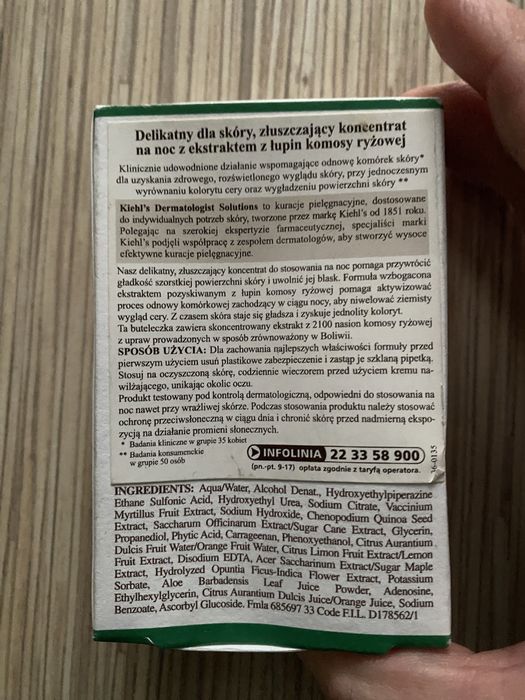 Delikatny dla skóry, złuszczający koncentrat
na noc z ekstraktem z łupin komosy ryżowej
Klinicznie udowodnione działanie wspomagające odnowę komórek skóry*
dla uzyskania zdrowego, rozświetlonego wyglądu skóry, przy jednoczesnym
wyrównaniu kolorytu cery oraz wygładzeniu powierzchni skóry **
Kiehl's Dermatologist Solutions to kuracje pielęgnacyjne, dostosowane
do indywidualnych potrzeb skóry, tworzone przez markę Kiehl's od 1851 roku.
Polegając na szerokiej ekspertyzie farmaceutycznej, specjaliści marki
Kiehl's podjęli współpracę z zespołem dermatologów, aby stworzyć wysoce
efektywne kuracje pielęgnacyjne.
Nasz delikatny, złuszczający koncentrat do stosowania na noc pomaga przywrócić
gładkość szorstkiej powierzchni skóry i uwolnić jej blask. Formuła wzbogacona
ekstraktem pozyskiwanym z łupin komosy ryżowej pomaga aktywizować
proces odnowy komórkowej zachodzący w ciągu nocy, aby niwelować ziemisty
wygląd cery. Z czasem skóra staje się gładsza i zyskuje jednolity koloryt.
Ta buteleczka zawiera skoncentrowany ekstrakt z 2100 nasion komosy ryżowej
z upraw prowadzonych w sposób zrównoważony w Boliwii.
SPOSÓB UŻYCIA: Dla zachowania najlepszych właściwości formuły przed
pierwszym użyciem usuń plastikowe zabezpieczenie i zastąp je szklaną pipetką.
Stosuj na oczyszczoną skórę, codziennie wieczorem przed użyciem kremu na-
wilżającego, unikając okolic oczu.
Produkt testowany pod kontrolą dermatologiczną, odpowiedni do stosowania na
noc nawet przy wrażliwej skórze. Podczas stosowania produktu należy stosować
ochronę przeciwsłoneczną w ciągu dnia i chronić skórę przed nadmierną ekspo-
zycją na działanie promieni słonecznych.
* Badania kliniczne w grupie 35 kobiet
** Badania konsumenckie
w grupie 50 osób
INFOLINIA 22 33 58 900
(pn.-pt. 9-17) opłata zgodnie z taryfą operatora.
36-0135
INGREDIENTS: Aqua/Water, Alcohol Denat., Hydroxyethylpiperazine
Ethane Sulfonic Acid, Hydroxyethyl Urea, Sodium Citrate, Vaccinium
Myrtillus Fruit Extract, Sodium Hydroxide, Chenopodium Quinoa Seed
Extract, Saccharum Officinarum Extract/Sugar Cane Extract, Glycerin,
Propanediol, Phytic Acid, Carrageenan, Phenoxyethanol, Citrus Aurantium
Dulcis Fruit Water/Orange Fruit Water, Citrus Limon Fruit Extract/Lemon
Fruit Extract, Disodium EDTA, Acer Saccharinum Extract/Sugar Maple
Extract, Hydrolyzed Opuntia Ficus-Indica Flower Extract, Potassium
Sorbate, Aloe Barbadensis Leaf Juice Powder, Adenosine,
Ethylhexylglycerin, Citrus Aurantium Dulcis Juice/Orange Juice, Sodium
Benzoate, Ascorbyl Glucoside. Fmla 685697 33 Code F.I.L. D178562/1